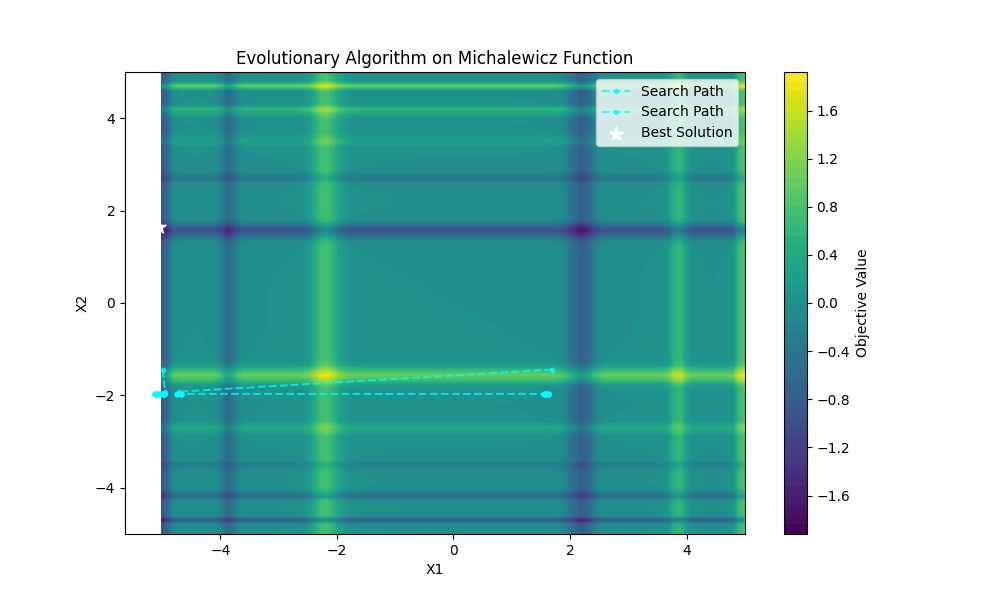 Evolutionary Algorithm on Michalewicz Function
Search Path
Search Path
Best Solution
4
2
0
−2
−4
X2
−4
−2
0
2
4
X1
1.6
1.2
0.8
0.4
0.0
−0.4
−0.8
−1.2
−1.6
Objective Value